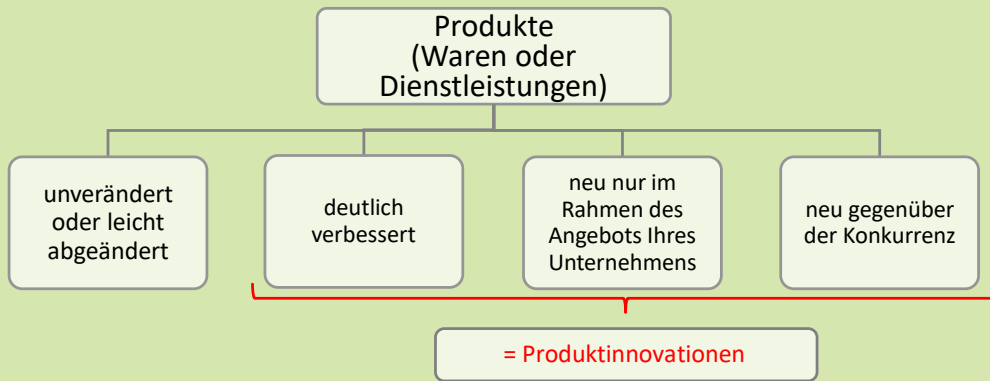 Produkte
(Waren oder
Dienstleistungen)
unverändert
oder leicht
abgeändert
deutlich
verbessert
neu nur im
Rahmen des
Angebots Ihres
Unternehmens
neu gegenüber
der Konkurrenz
= Produktinnovationen